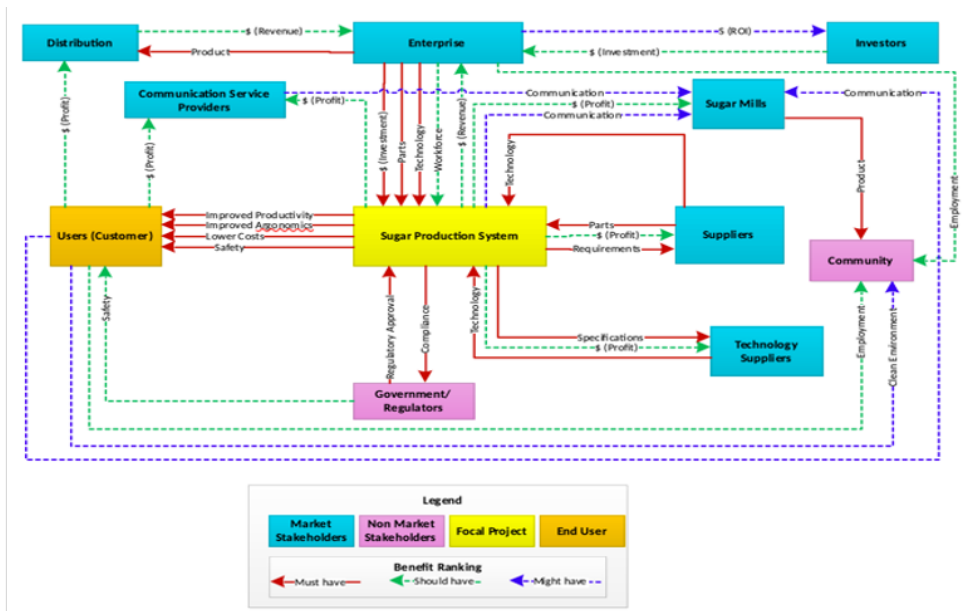 $ (Revenue)
S (ROI)
Distribution
Enterprise
Investors
Product
$ (Investment)
Communication Service
Providers
Communication
Communication
$ (Profit)
$ (Profit)
Sugar Mills
Communication
$ (Profit)
$ (Profit)
$ (Investment)
Parts
Technology
Workforce
$ (Revenue)
Technology
Product
Employment
Improved Productivity
Improved Argonomics
Lower Costs
Safety
Users (Customer)
Sugar Production System
Parts
$ (Profit)
Requirements
Suppliers
Community
Safety
Regulatory Approval
Compliance
Technology
Specifications
$ (Profit)
Technology
Suppliers
Employment
Clean Environment
Government/
Regulators
Legend
Market
Stakeholders
Non Market
Stakeholders
Focal Project
End User
Benefit Ranking
Must have
Should have
Might have